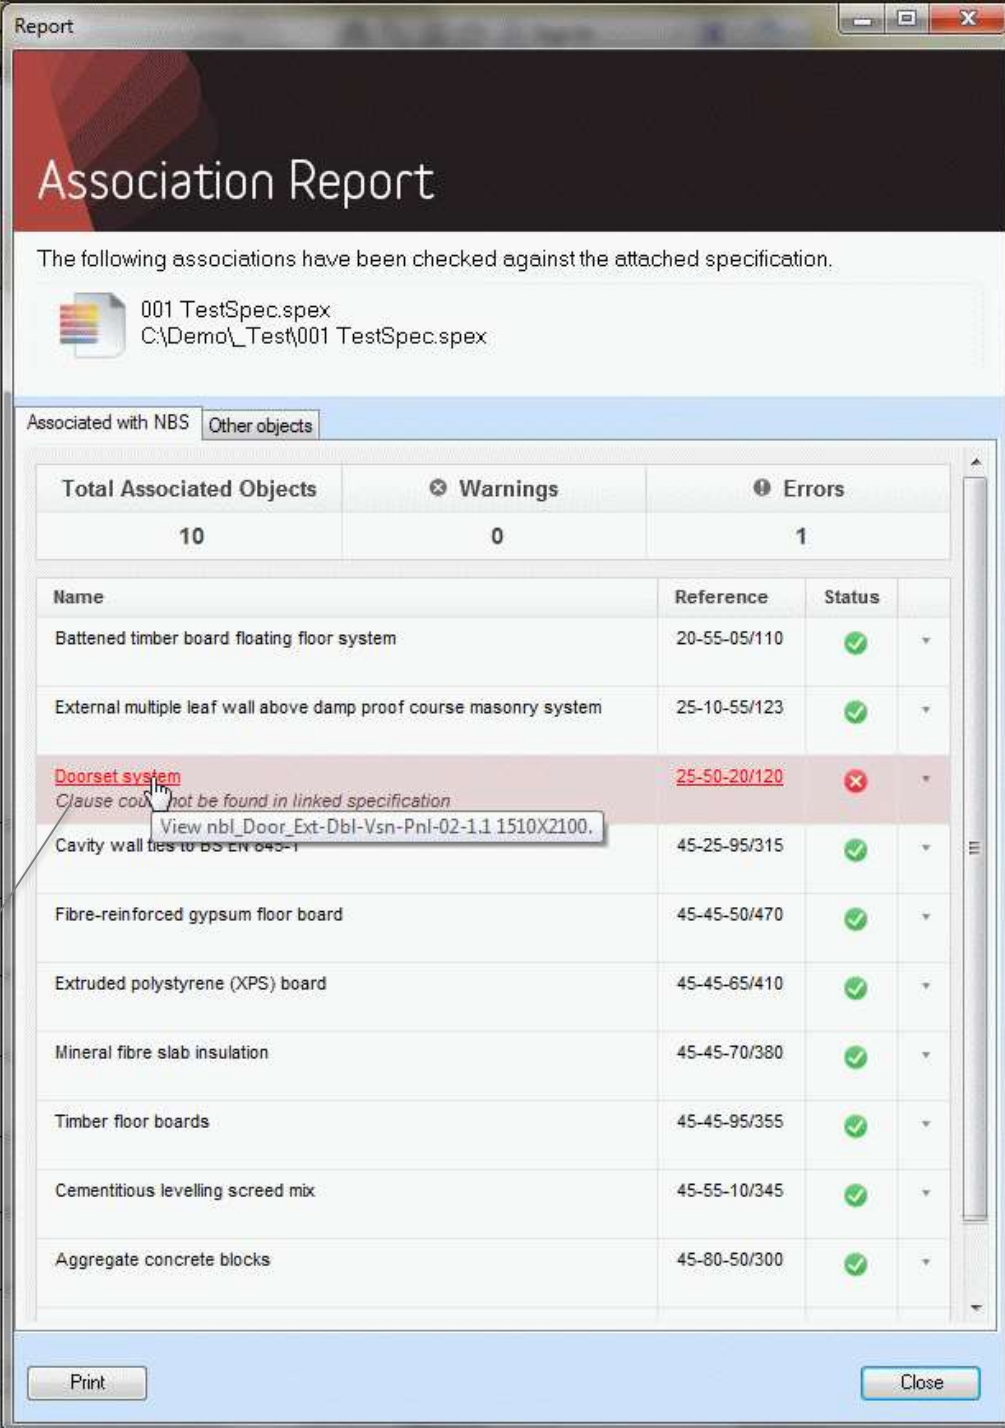 Report
Association Report
The following associations have been checked against the attached specification.
001 TestSpec.spex
C:\Demo\_Test\001 TestSpec.spex
Associated with NBS Other objects
Total Associated Objects Warnings Errors
10 0 1
Name Reference Status
Battened timber board floating floor system 20-55-05/110
External multiple leaf wall above damp proof course masonry system 25-10-55/123
Doorset system 25-50-20/120
Clause could not be found in linked specification
View nbl_Door_Ext-Dbl-Vsn-Pnl-02-1.1 1510X2100.
Cavity wall ties to BS EN 845-1 45-25-95/315
Fibre-reinforced gypsum floor board 45-45-50/470
Extruded polystyrene (XPS) board 45-45-65/410
Mineral fibre slab insulation 45-45-70/380
Timber floor boards 45-45-95/355
Cementitious levelling screed mix 45-55-10/345
Aggregate concrete blocks 45-80-50/300
Print Close